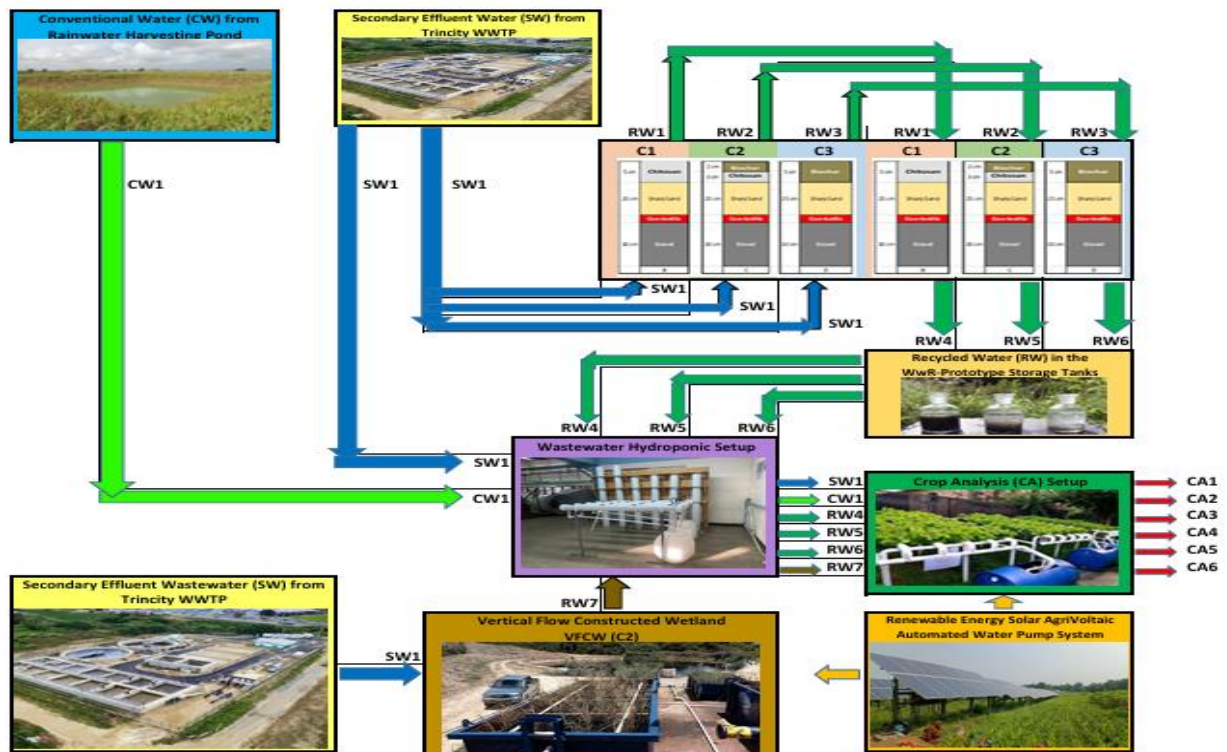 Conventional Water (CW) from
Rainwater Harvesting Pond
Secondary Effluent Water (SW) from
Trincity WWTP
CW1
SW1
SW1
RW1
RW2
RW3
RW1
RW2
RW3
C1
C2
C3
C1
C2
C3
Chitosan
Biochar
Chitosan
Biochar
Chitosan
Biochar
Chitosan
Biochar
Sharp Sand
Sharp Sand
Sharp Sand
Sharp Sand
Sharp Sand
Sharp Sand
Geotextile
Geotextile
Geotextile
Geotextile
Geotextile
Geotextile
Gravel
Gravel
Gravel
Gravel
Gravel
Gravel
SW1
SW1
SW1
RW4
RW5
RW6
Recycled Water (RW) in the
WwR-Prototype Storage Tanks
RW4
RW5
RW6
Wastewater Hydroponic Setup
SW1
CW1
SW1
CW1
RW4
RW5
RW6
RW7
Crop Analysis (CA) Setup
CA1
CA2
CA3
CA4
CA5
CA6
Secondary Effluent Wastewater (SW) from
Trincity WWTP
SW1
RW7
Vertical Flow Constructed Wetland
VFCW (C2)
Renewable Energy Solar AgriVoltaic
Automated Water Pump System